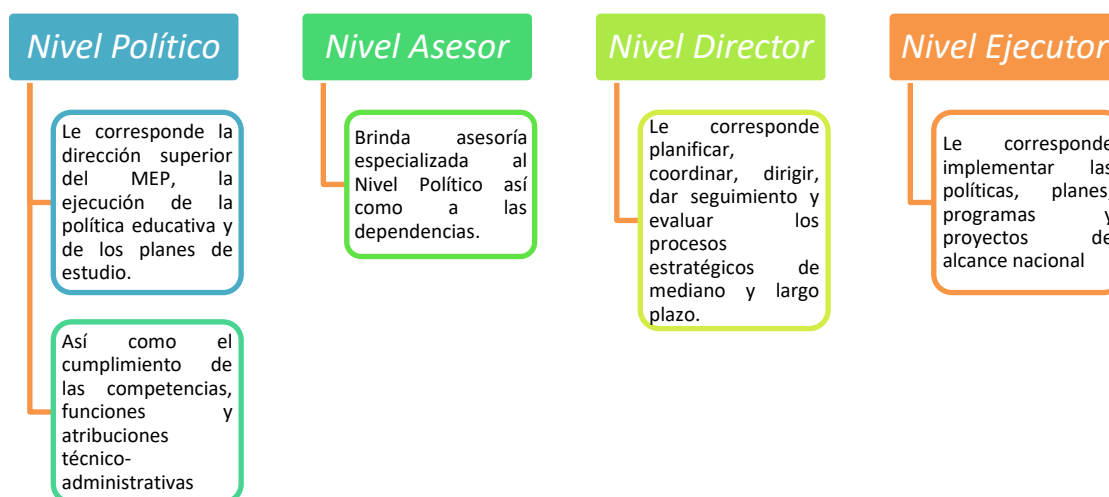 Nivel Político
Le corresponde la
dirección superior
del MEP, la
ejecución de la
política educativa y
de los planes de
estudio.
Así como el
cumplimiento de
las competencias,
funciones y
atribuciones
técnico-
administrativas
Nivel Asesor
Brinda asesoría
especializada al
Nivel Político así
como a las
dependencias.
Nivel Director
Le corresponde
planificar,
coordinar, dirigir,
dar seguimiento y
evaluar los
procesos
estratégicos de
mediano y largo
plazo.
Nivel Ejecutor
Le corresponde
implementar las
políticas, planes,
programas y
proyectos de
alcance nacional